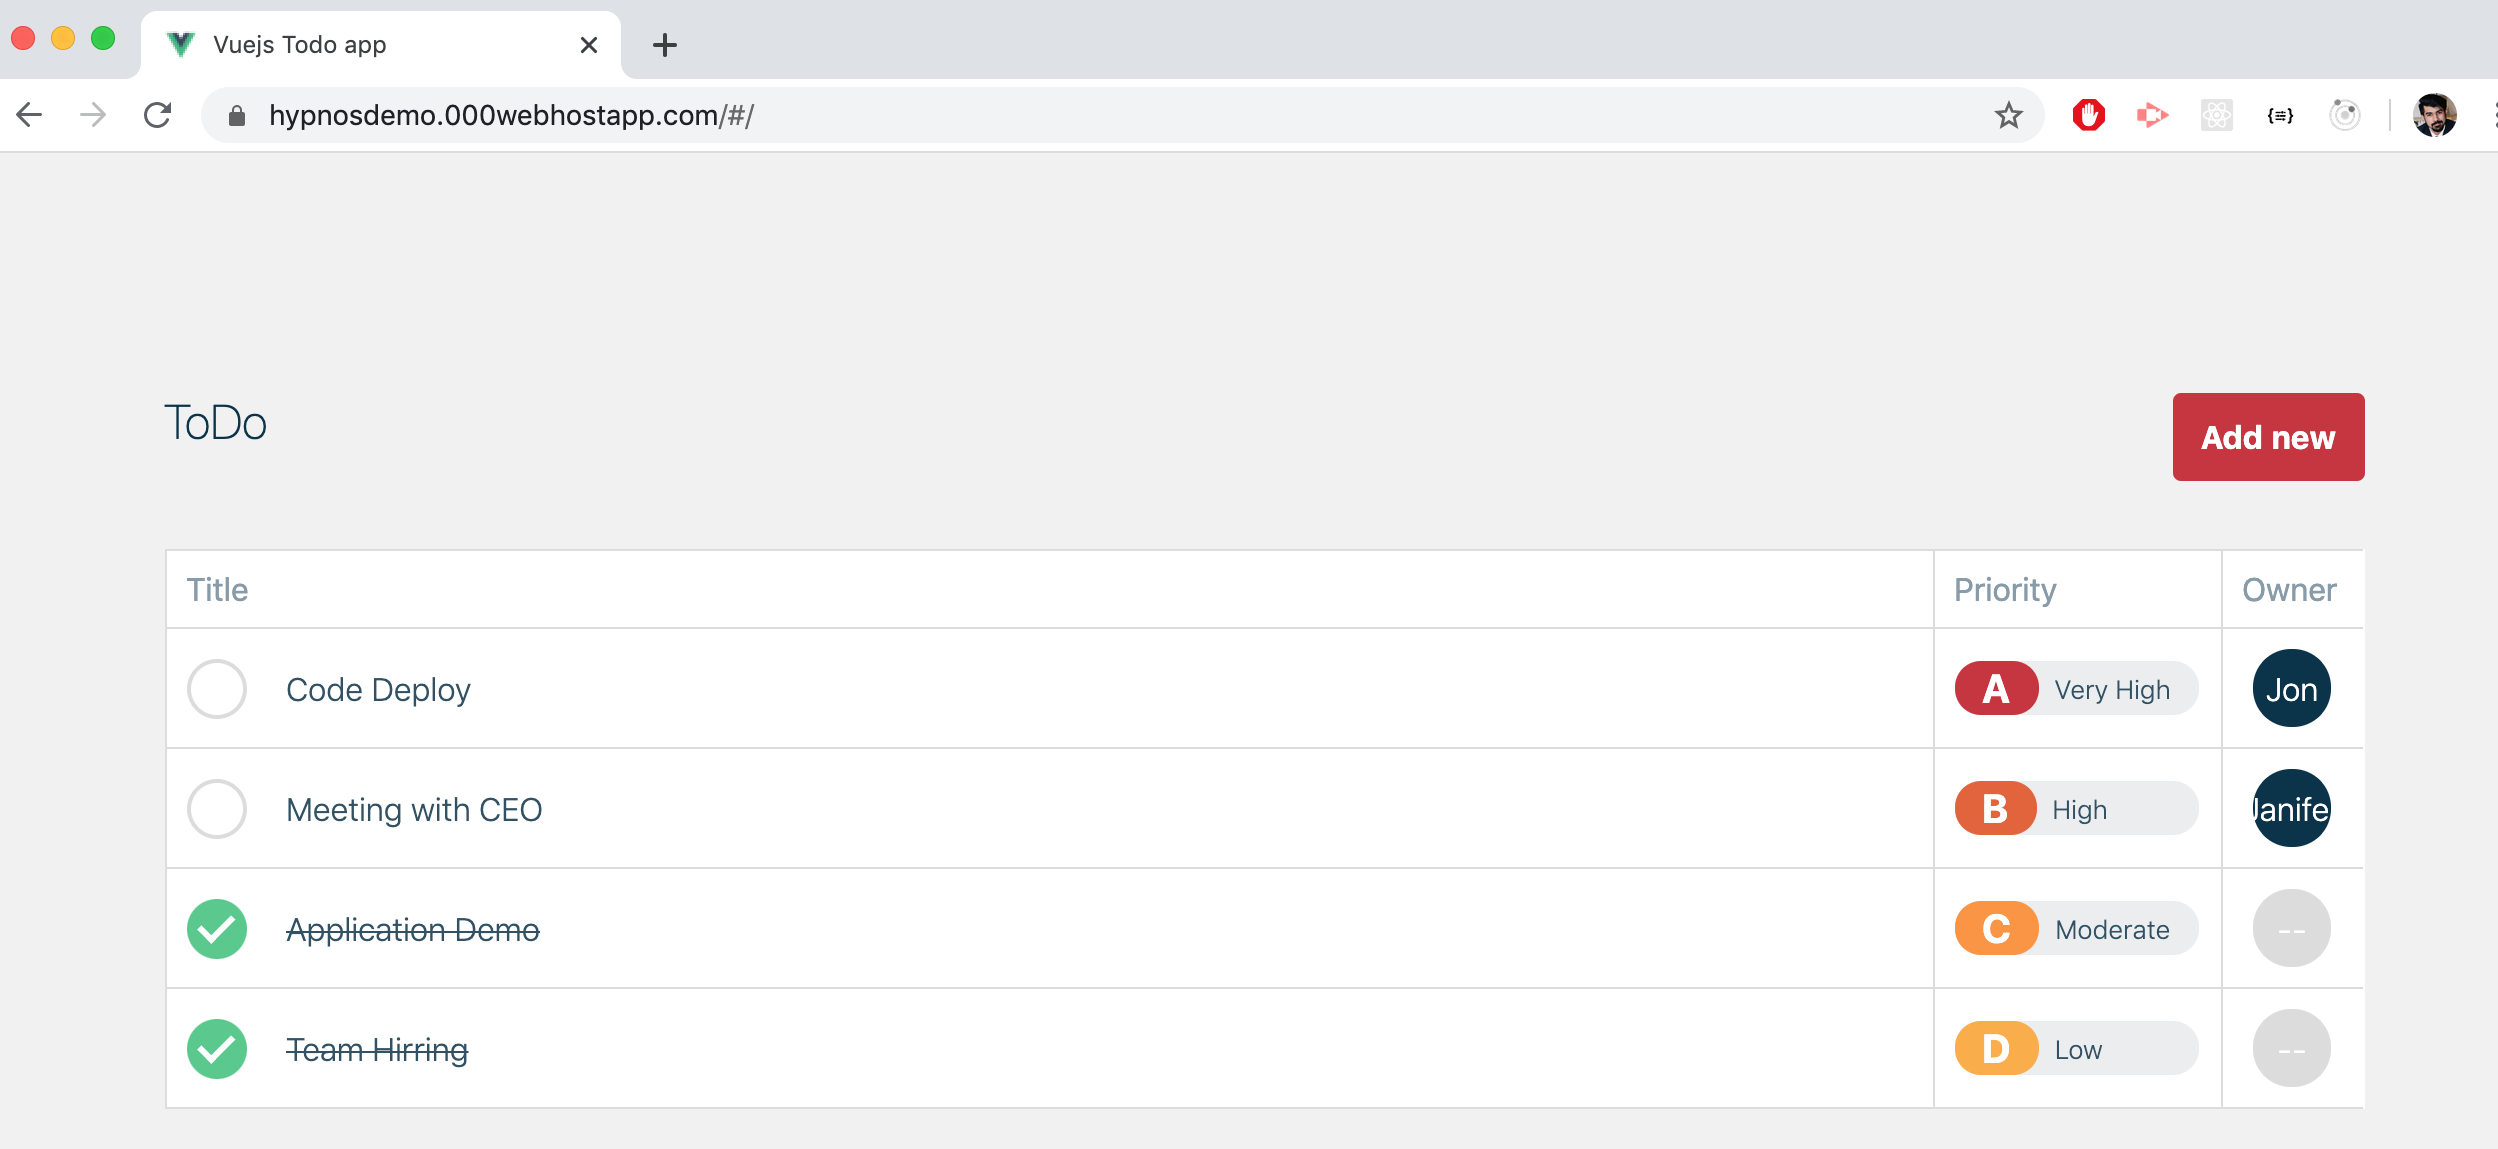 Vuejs Todo app
hypnosdemo.000webhostapp.com/#/
ToDo
Add new
Title Priority Owner
Code Deploy A Very High Jon
Meeting with CEO B High Janife
Application Demo C Moderate --
Team Hirring D Low --